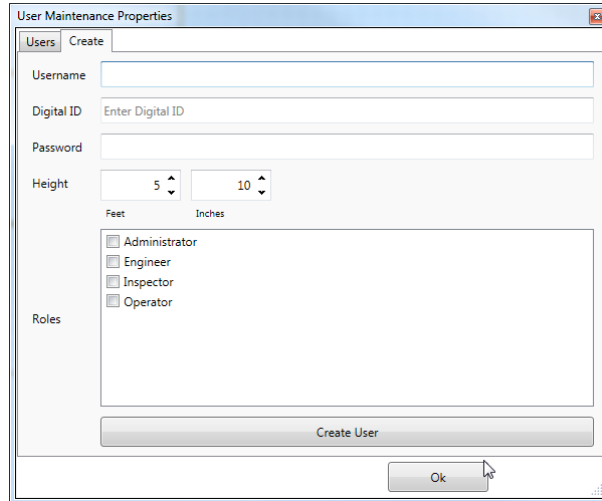 User Maintenance Properties
Users Create
Username
Digital ID Enter Digital ID
Password
Height 5 10
Feet Inches
Administrator
Engineer
Inspector
Operator
Roles
Create User
Ok